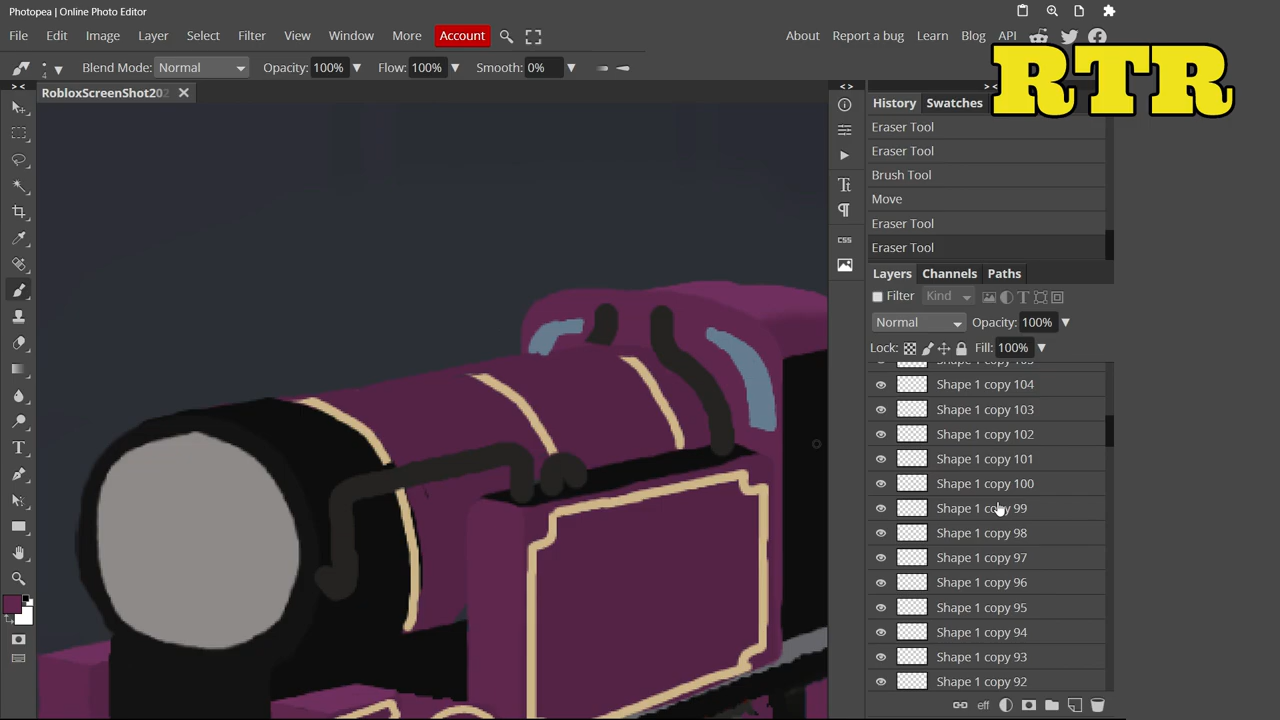 Photopea | Online Photo Editor
File Edit Image Layer Select Filter View Window More Account
About Report a bug Learn Blog API
RTR
4 Blend Mode: Normal Opacity: 100% Flow: 100% Smooth: 0%
RobloxScreenShot202
History Swatches
Eraser Tool
Eraser Tool
Brush Tool
Move
Eraser Tool
Eraser Tool
Layers Channels Paths
Filter Kind
Normal Opacity: 100%
Lock: Fill: 100%
Shape 1 copy 104
Shape 1 copy 103
Shape 1 copy 102
Shape 1 copy 101
Shape 1 copy 100
Shape 1 copy 99
Shape 1 copy 98
Shape 1 copy 97
Shape 1 copy 96
Shape 1 copy 95
Shape 1 copy 94
Shape 1 copy 93
Shape 1 copy 92
CSS
eff